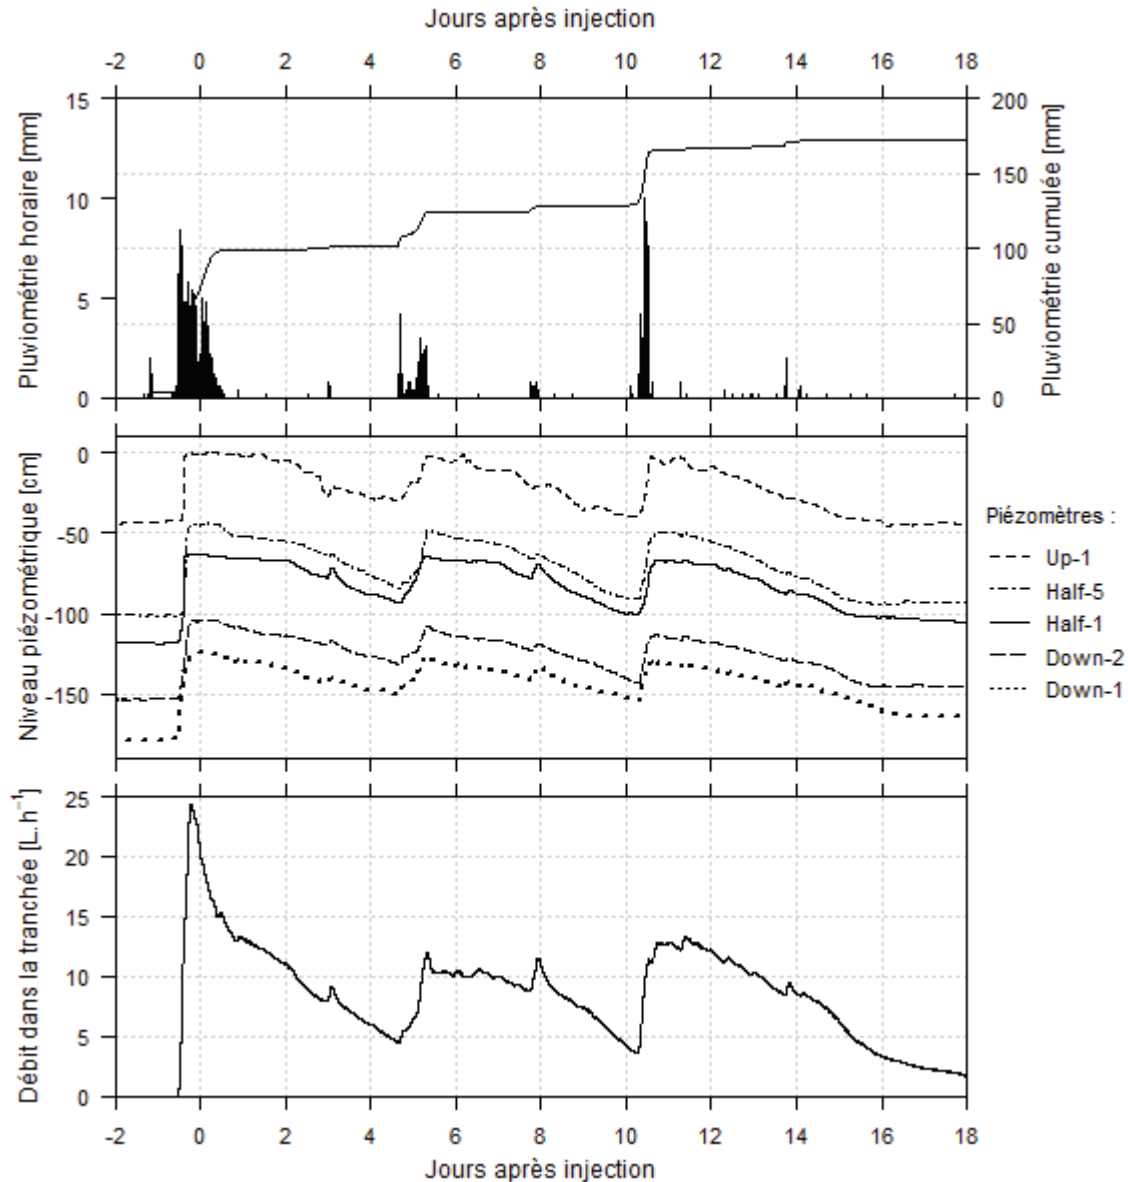 Jours après injection
-2 0 2 4 6 8 10 12 14 16 18
Pluviométrie horaire [mm]
15
10
5
0
Pluviométrie cumulée [mm]
200
150
100
50
0
Niveau piézométrique [cm]
0
-50
-100
-150
Piézomètres :
Up-1
Half-5
Half-1
Down-2
Down-1
Débit dans la tranchée [L.h⁻¹]
25
20
15
10
5
0
-2 0 2 4 6 8 10 12 14 16 18
Jours après injection